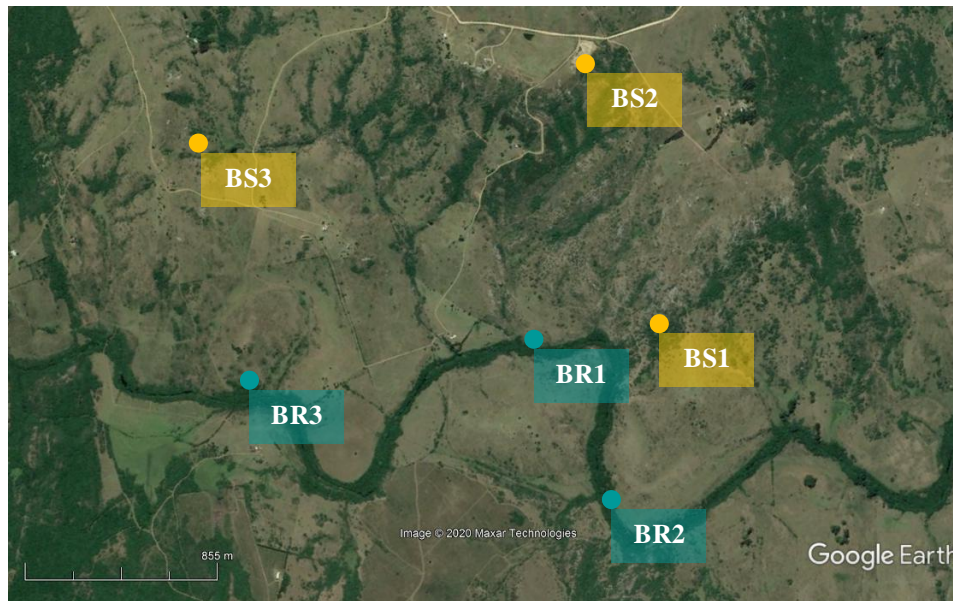 BS2
BS3
BS1
BR1
BR3
BR2
Image © 2020 Maxar Technologies
855 m
Google Earth